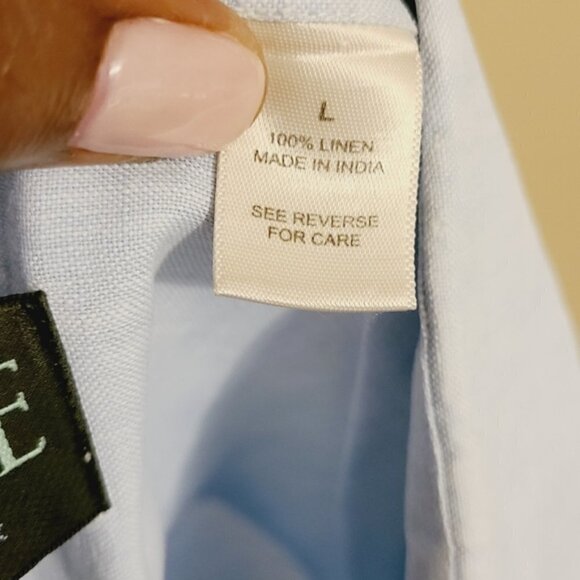 L
100% LINEN
MADE IN INDIA
SEE REVERSE
FOR CARE
E